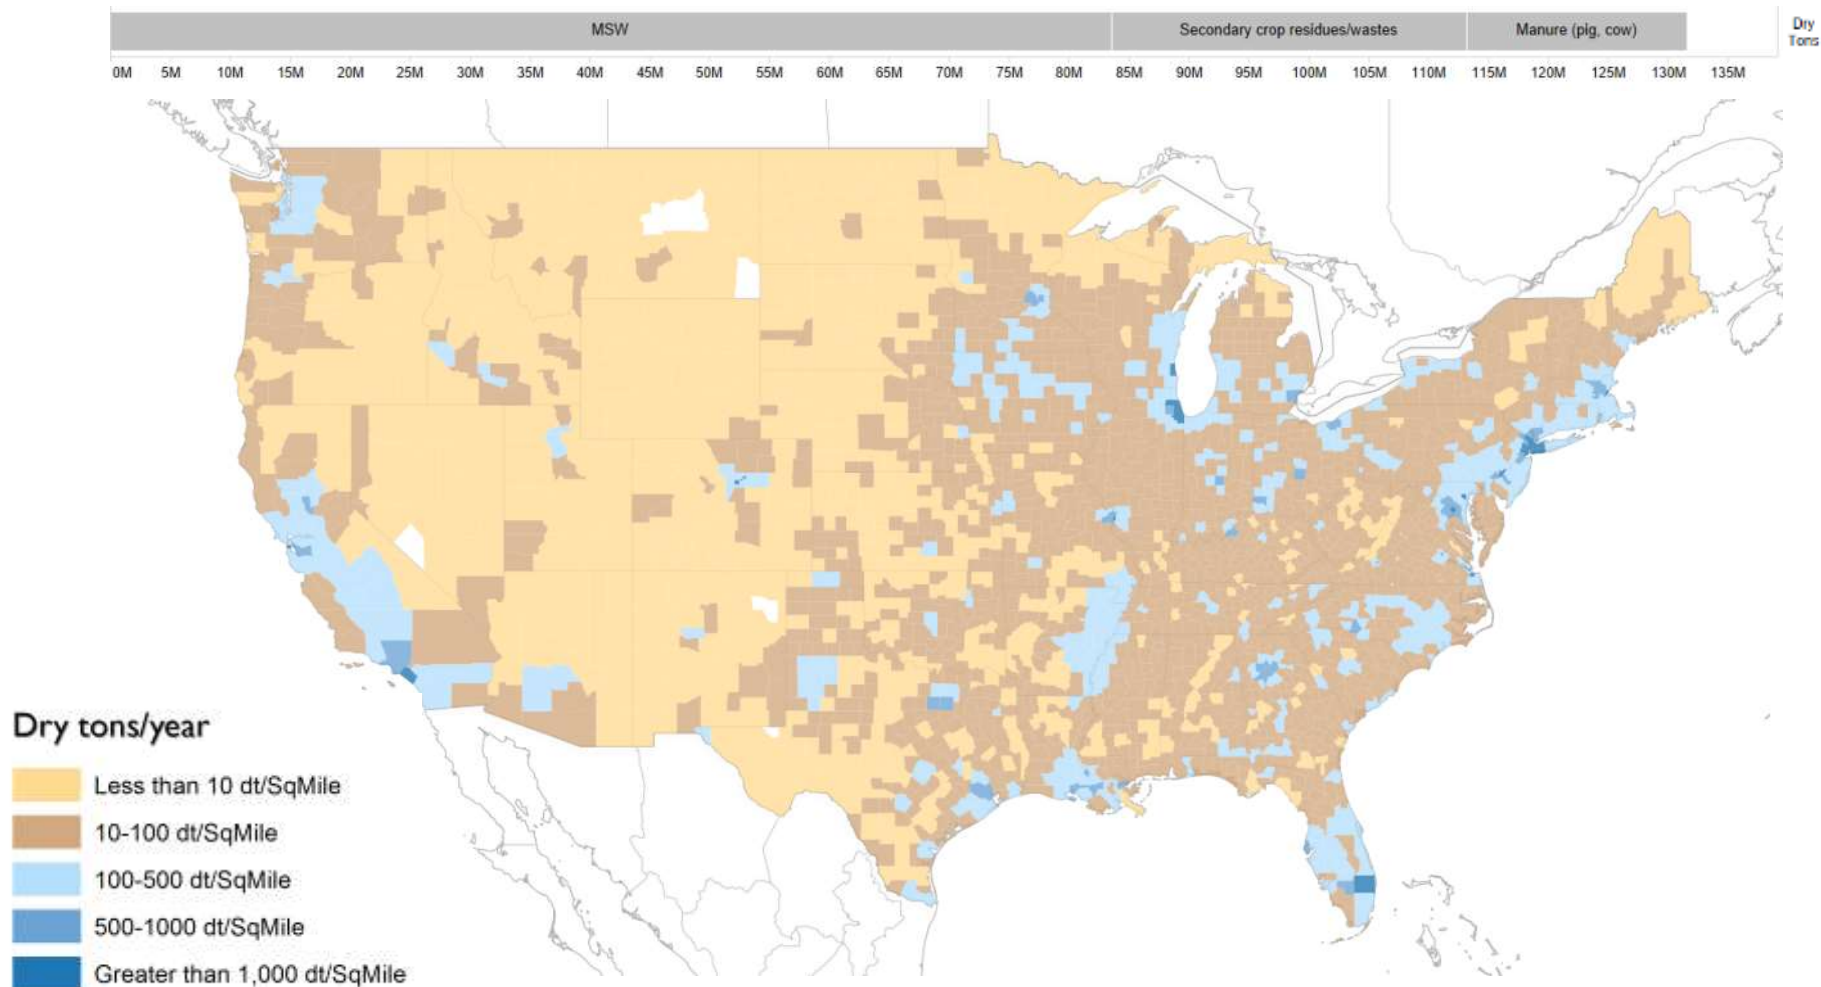 MSW Secondary crop residues/wastes Manure (pig, cow) Dry
Tons
0M 5M 10M 15M 20M 25M 30M 35M 40M 45M 50M 55M 60M 65M 70M 75M 80M 85M 90M 95M 100M 105M 110M 115M 120M 125M 130M 135M
Dry tons/year
Less than 10 dt/SqMile
10-100 dt/SqMile
100-500 dt/SqMile
500-1000 dt/SqMile
Greater than 1,000 dt/SqMile